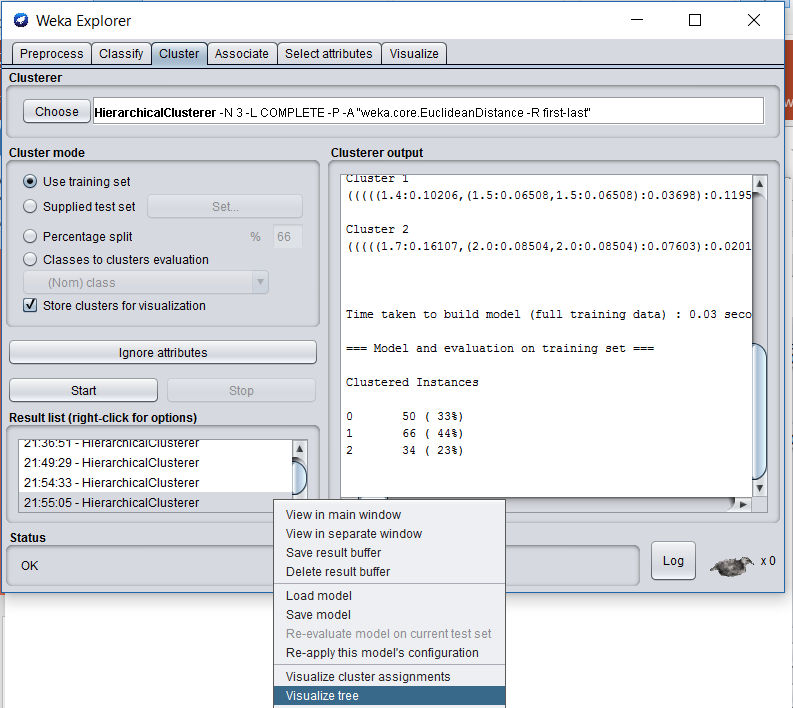 Weka Explorer
Preprocess Classify Cluster Associate Select attributes Visualize
Clusterer
Choose HierarchicalClusterer -N 3 -L COMPLETE -P -A "weka.core.EuclideanDistance -R first-last"
Cluster mode
Use training set
Supplied test set Set...
Percentage split % 66
Classes to clusters evaluation
(Nom) class
Store clusters for visualization
Ignore attributes
Start Stop
Result list (right-click for options)
21:36:51 - HierarchicalClusterer
21:49:29 - HierarchicalClusterer
21:54:33 - HierarchicalClusterer
21:55:05 - HierarchicalClusterer
Clusterer output
Cluster 1
(((((1.4:0.10206,(1.5:0.06508,1.5:0.06508):0.03698):0.1195
Cluster 2
(((((1.7:0.16107,(2.0:0.08504,2.0:0.08504):0.07603):0.0201
Time taken to build model (full training data) : 0.03 seco
=== Model and evaluation on training set ===
Clustered Instances
0 50 ( 33%)
1 66 ( 44%)
2 34 ( 23%)
Status
OK
Log x 0
View in main window
View in separate window
Save result buffer
Delete result buffer
Load model
Save model
Re-evaluate model on current test set
Re-apply this model's configuration
Visualize cluster assignments
Visualize tree